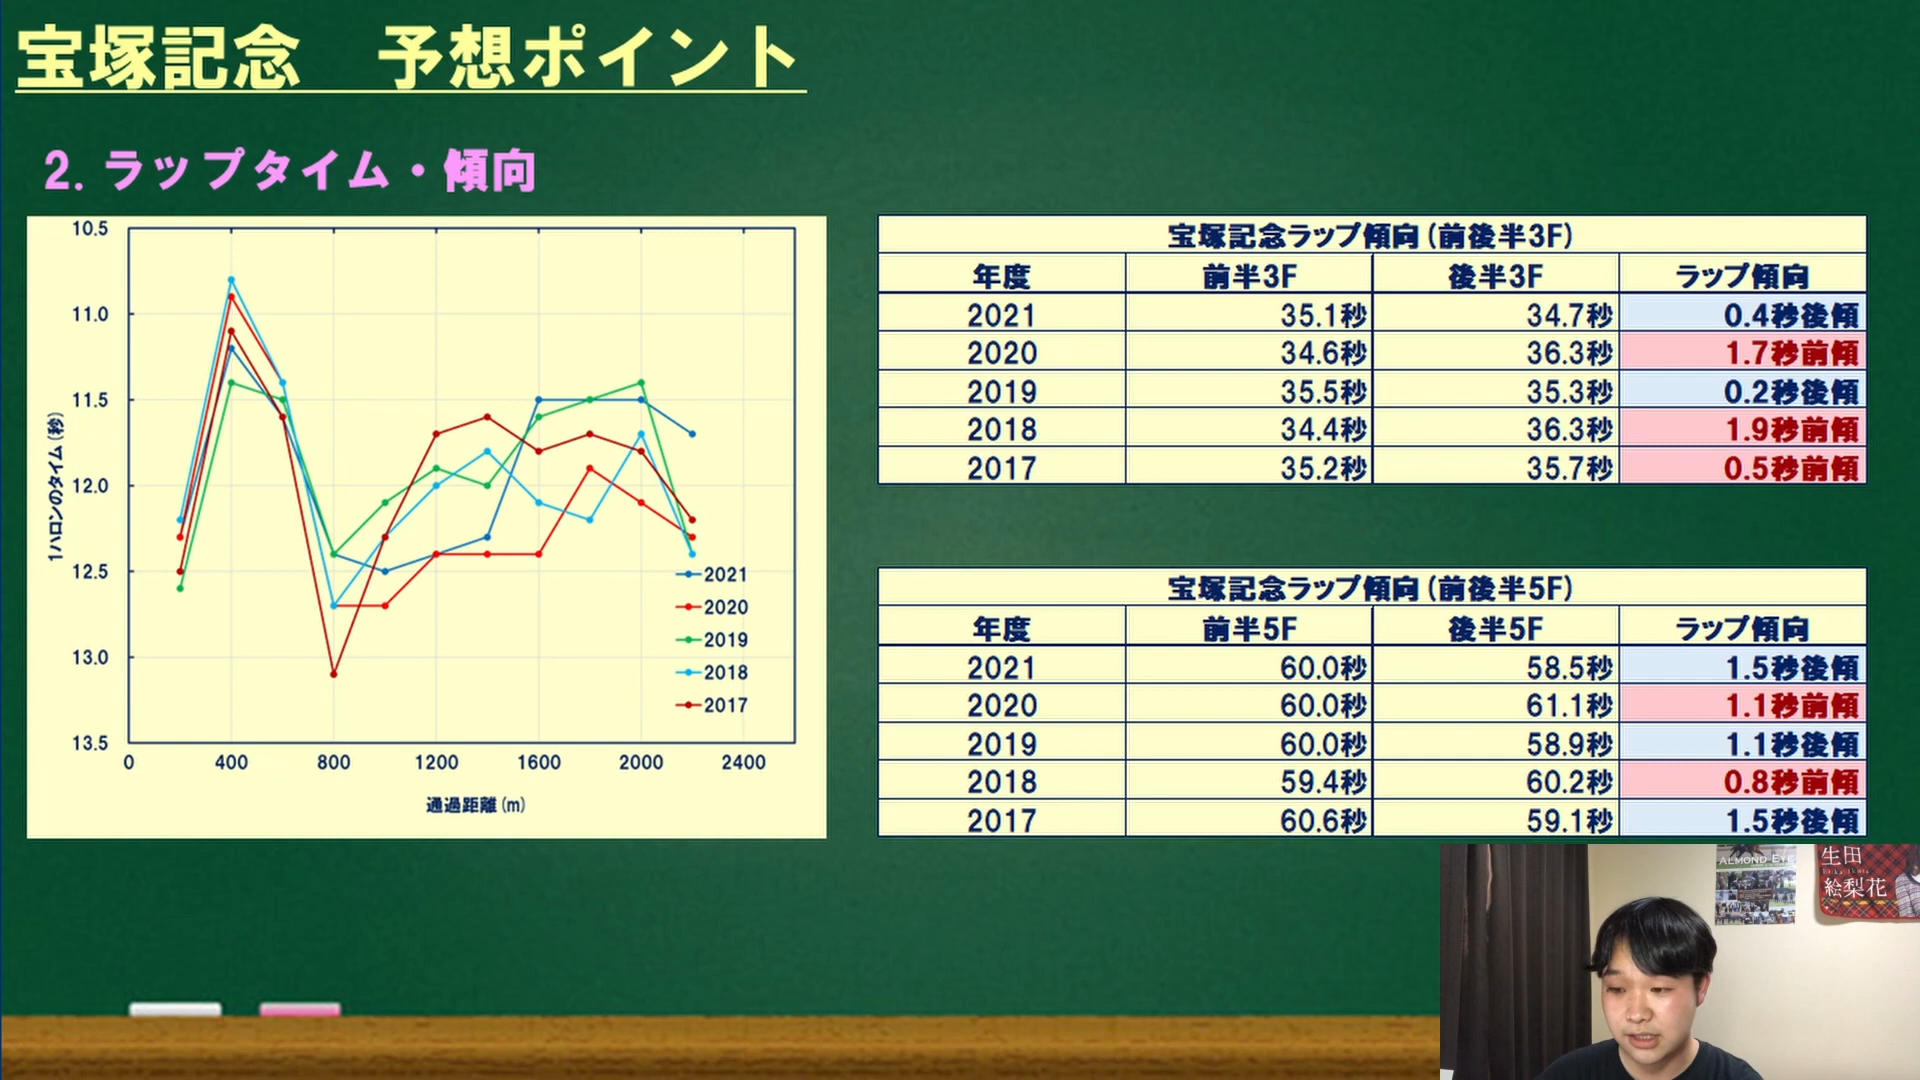 宝塚記念　予想ポイント
2. ラップタイム・傾向
10.5
11.0
11.5
12.0
12.5
13.0
13.5
1ハロンのタイム(秒)
0 400 800 1200 1600 2000 2400
通過距離(m)
2021
2020
2019
2018
2017
宝塚記念ラップ傾向(前後半3F)
年度 前半3F 後半3F ラップ傾向
2021 35.1秒 34.7秒 0.4秒後傾
2020 34.6秒 36.3秒 1.7秒前傾
2019 35.5秒 35.3秒 0.2秒後傾
2018 34.4秒 36.3秒 1.9秒前傾
2017 35.2秒 35.7秒 0.5秒前傾
宝塚記念ラップ傾向(前後半5F)
年度 前半5F 後半5F ラップ傾向
2021 60.0秒 58.5秒 1.5秒後傾
2020 60.0秒 61.1秒 1.1秒前傾
2019 60.0秒 58.9秒 1.1秒後傾
2018 59.4秒 60.2秒 0.8秒前傾
2017 60.6秒 59.1秒 1.5秒後傾
ALMOND EYE
生田
絵梨花